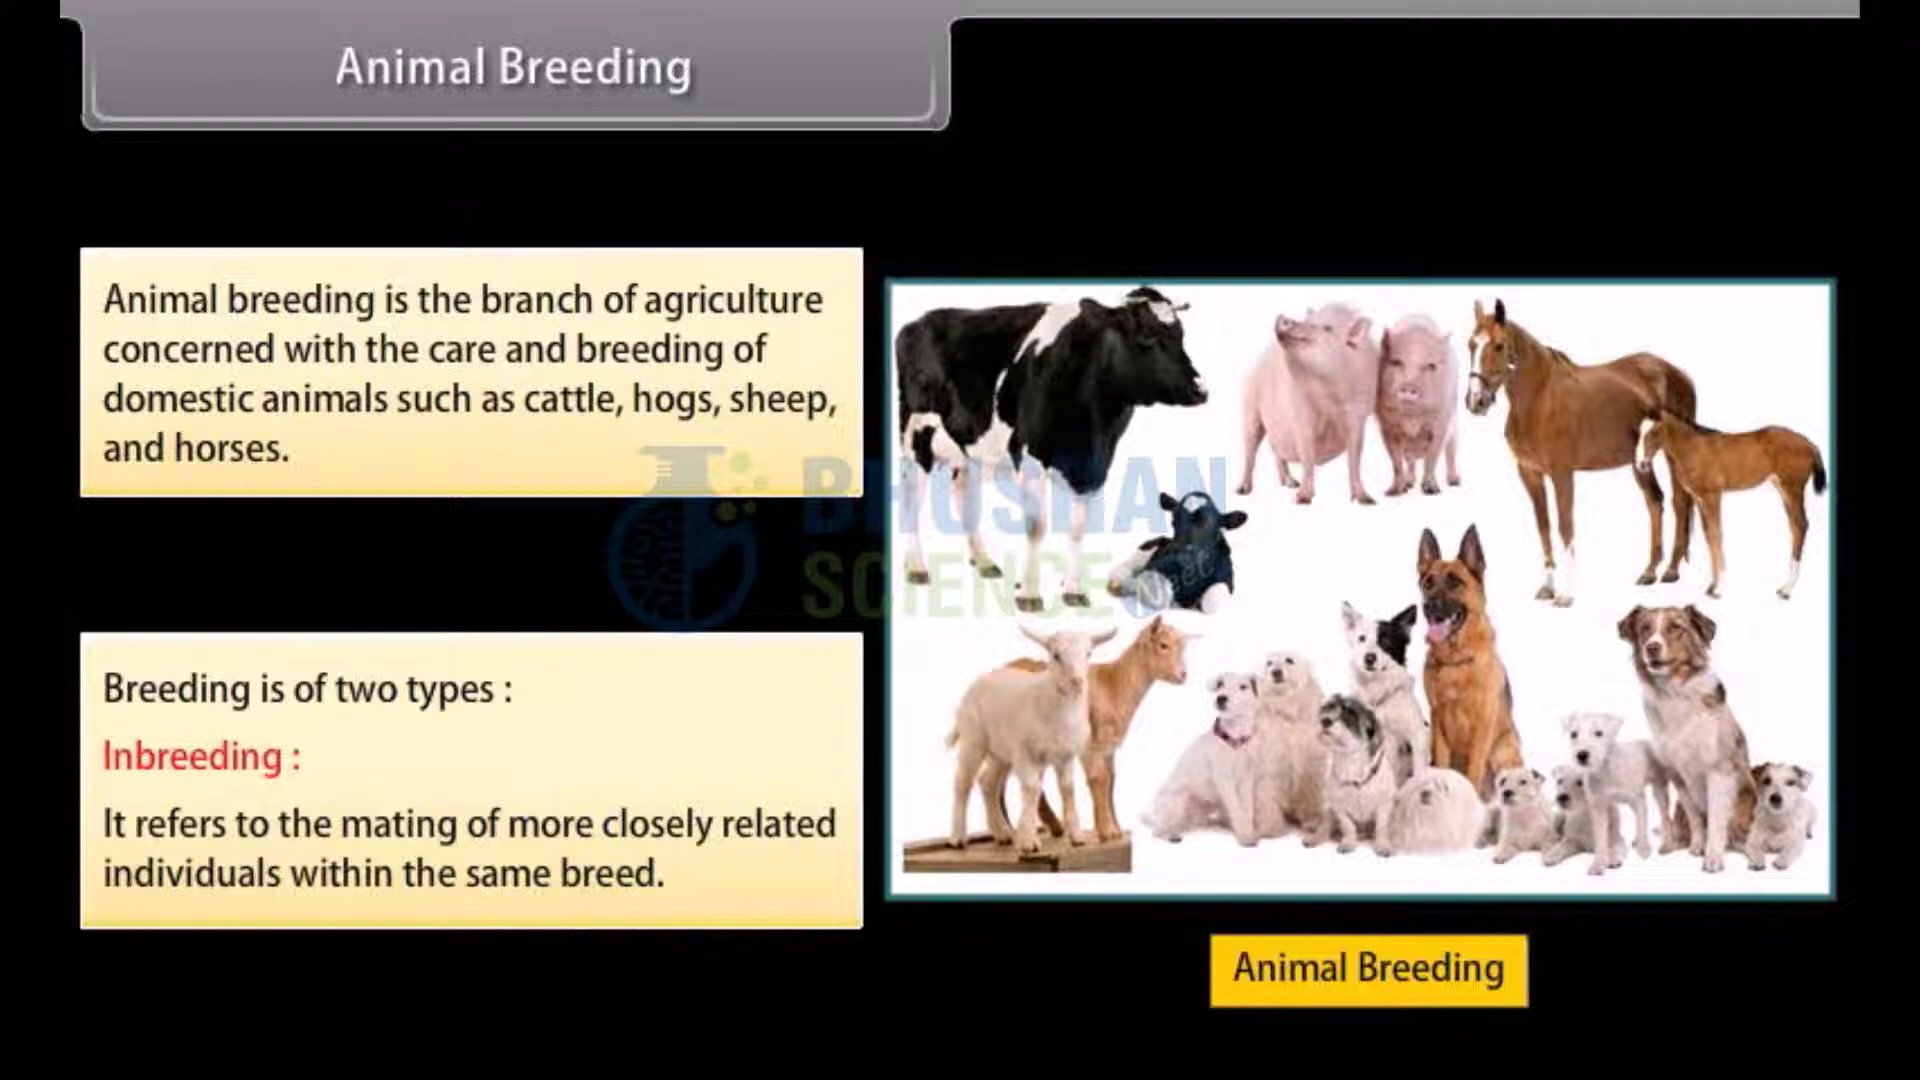 Animal Breeding
Animal breeding is the branch of agriculture
concerned with the care and breeding of
domestic animals such as cattle, hogs, sheep,
and horses.
BHUSHAN
SCIENCE
Breeding is of two types :
Inbreeding :
It refers to the mating of more closely related
individuals within the same breed.
Animal Breeding